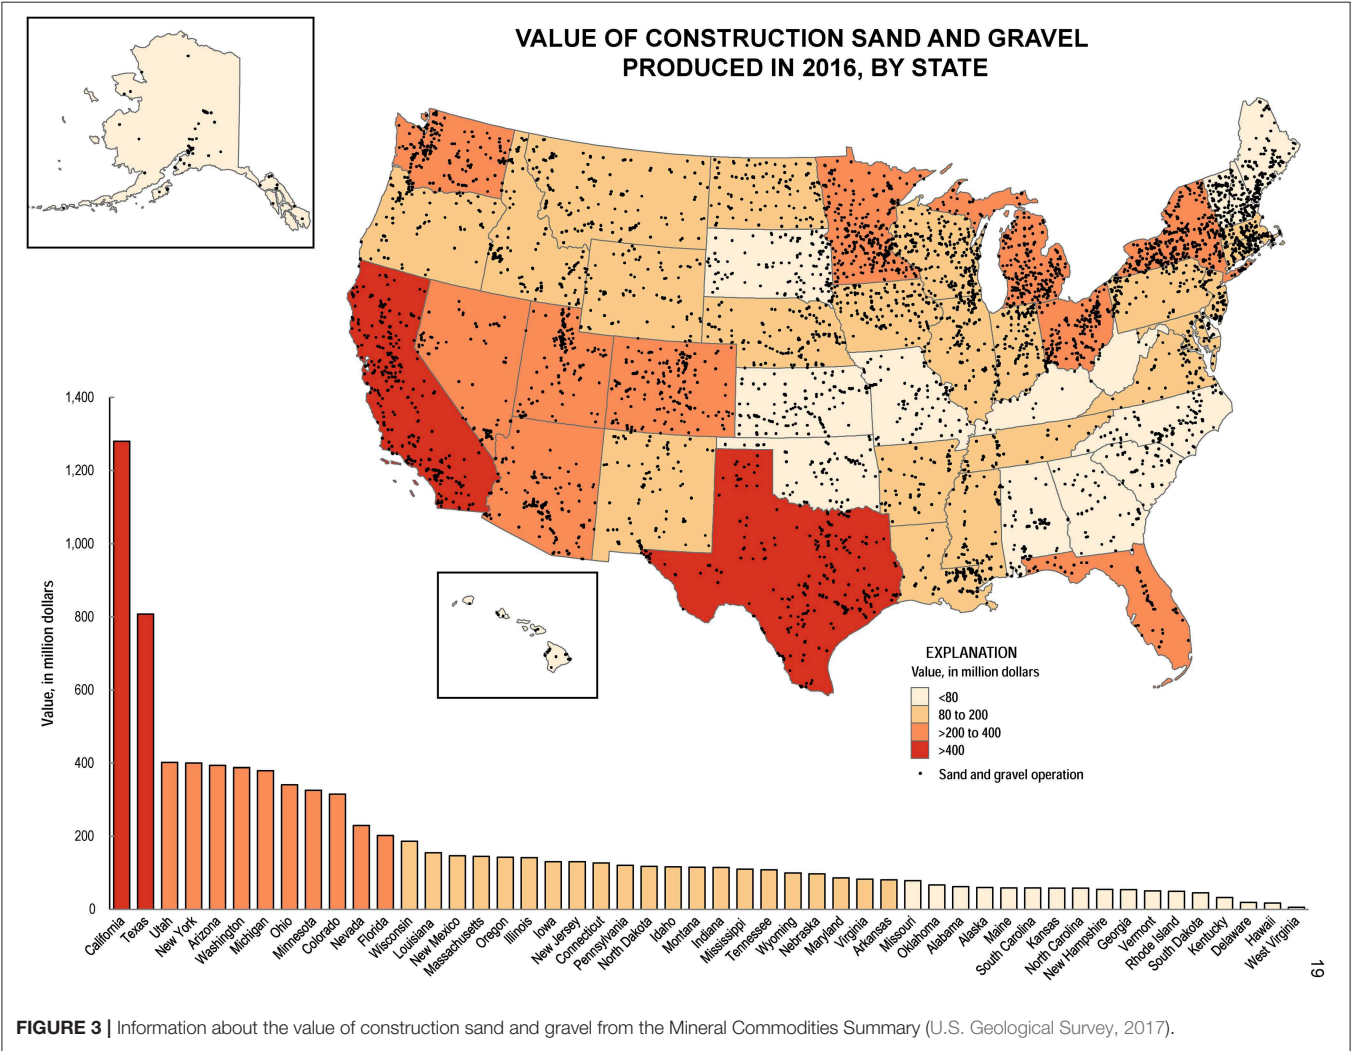 VALUE OF CONSTRUCTION SAND AND GRAVEL
PRODUCED IN 2016, BY STATE
EXPLANATION
Value, in million dollars
<80
80 to 200
>200 to 400
>400
Sand and gravel operation
Value, in million dollars
1,400
1,200
1,000
800
600
400
200
0
California
Texas
Utah
New York
Arizona
Washington
Michigan
Ohio
Minnesota
Colorado
Nevada
Florida
Wisconsin
Louisiana
New Mexico
Massachusetts
Oregon
Illinois
Iowa
New Jersey
Connecticut
Pennsylvania
North Dakota
Idaho
Montana
Indiana
Mississippi
Tennessee
Wyoming
Nebraska
Maryland
Virginia
Arkansas
Missouri
Oklahoma
Alabama
Alaska
Maine
South Carolina
Kansas
North Carolina
New Hampshire
Georgia
Vermont
Rhode Island
South Dakota
Kentucky
Delaware
Hawaii
West Virginia
19
FIGURE 3 | Information about the value of construction sand and gravel from the Mineral Commodities Summary (U.S. Geological Survey, 2017).